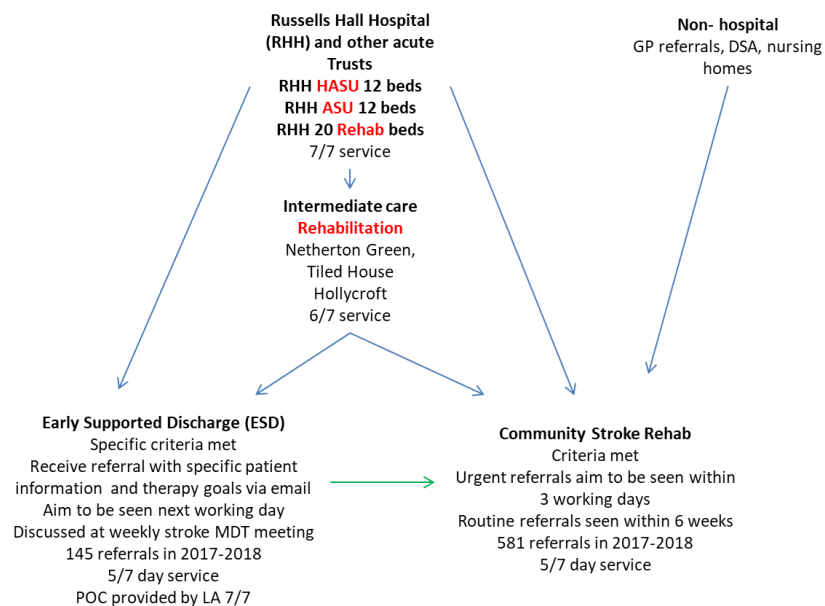 Russells Hall Hospital
(RHH) and other acute
Trusts
RHH HASU 12 beds
RHH ASU 12 beds
RHH 20 Rehab beds
7/7 service
Non- hospital
GP referrals, DSA, nursing
homes
Intermediate care
Rehabilitation
Netherton Green,
Tiled House
Hollycroft
6/7 service
Early Supported Discharge (ESD)
Specific criteria met
Receive referral with specific patient
information and therapy goals via email
Aim to be seen next working day
Discussed at weekly stroke MDT meeting
145 referrals in 2017-2018
5/7 day service
POC provided by LA 7/7
Community Stroke Rehab
Criteria met
Urgent referrals aim to be seen within
3 working days
Routine referrals seen within 6 weeks
581 referrals in 2017-2018
5/7 day service